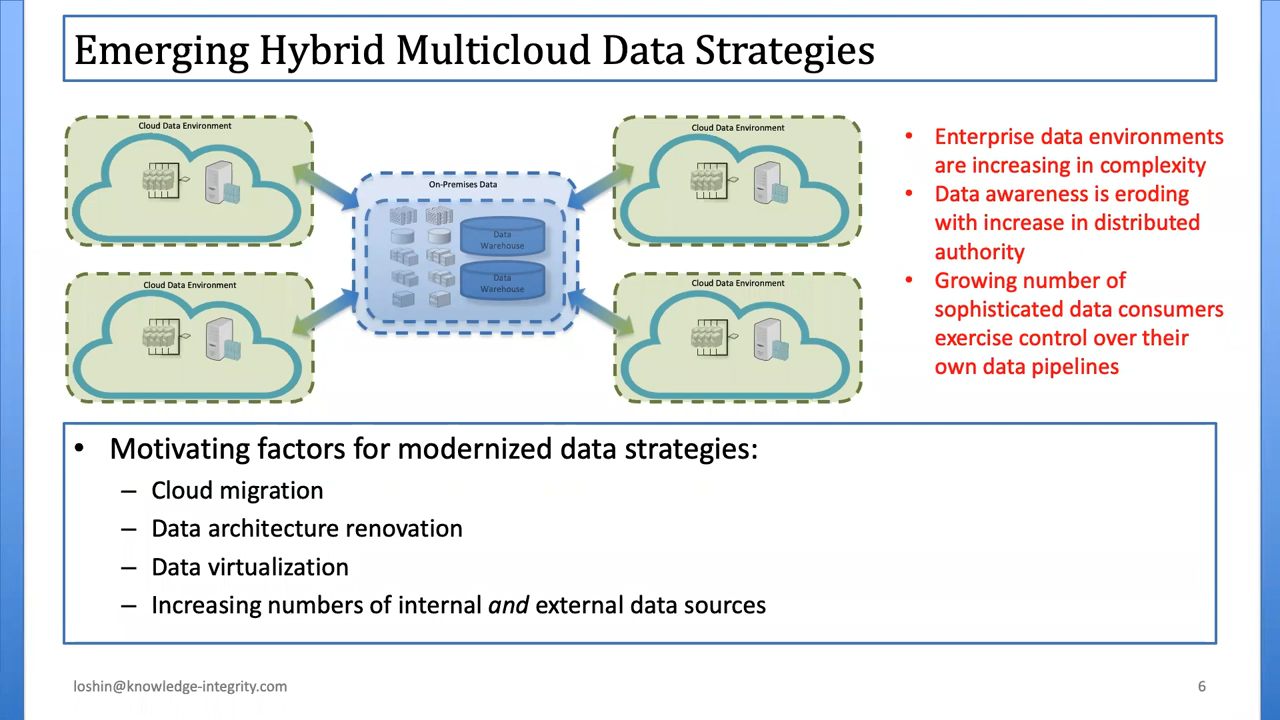 Emerging Hybrid Multicloud Data Strategies
Cloud Data Environment
Cloud Data Environment
On-Premises Data
Data
Warehouse
Data
Warehouse
Cloud Data Environment
Cloud Data Environment
• Enterprise data environments
are increasing in complexity
• Data awareness is eroding
with increase in distributed
authority
• Growing number of
sophisticated data consumers
exercise control over their
own data pipelines
• Motivating factors for modernized data strategies:
– Cloud migration
– Data architecture renovation
– Data virtualization
– Increasing numbers of internal and external data sources
loshin@knowledge-integrity.com
6